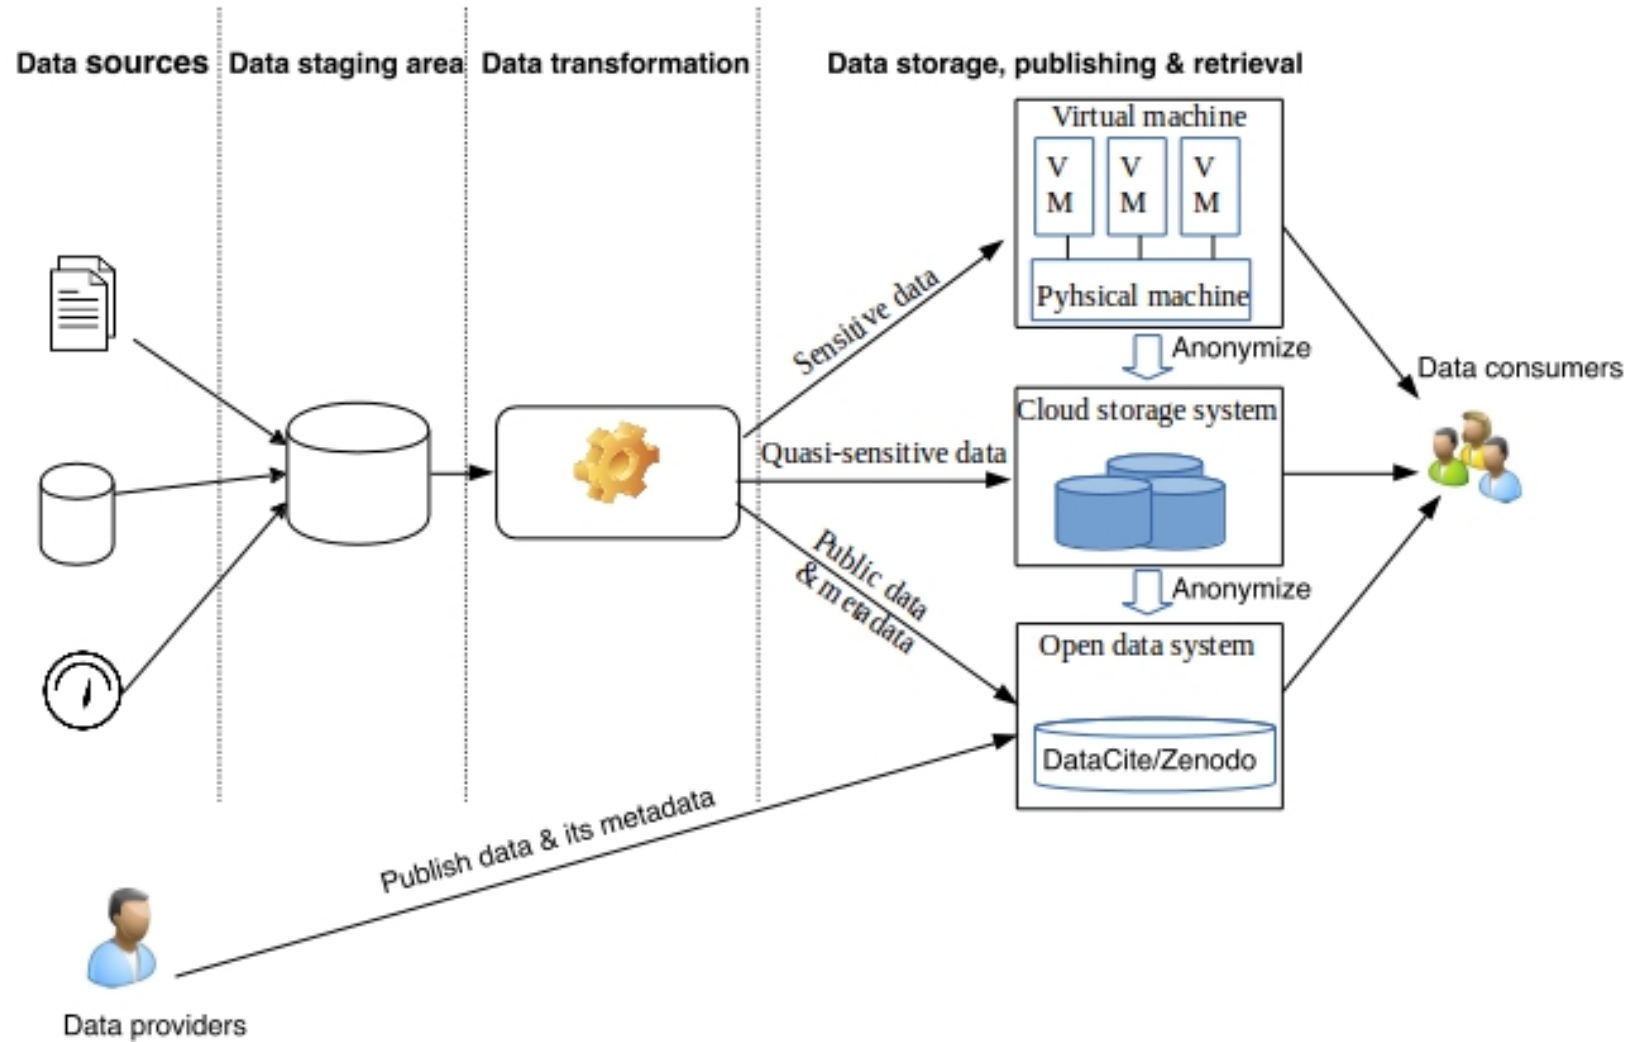 Data sources
Data staging area
Data transformation
Data storage, publishing & retrieval
Virtual machine
V
M
V
M
V
M
Pyhsical machine
Sensitive data
Anonymize
Data consumers
Cloud storage system
Quasi-sensitive data
Public data
& metadata
Anonymize
Open data system
DataCite/Zenodo
Publish data & its metadata
Data providers